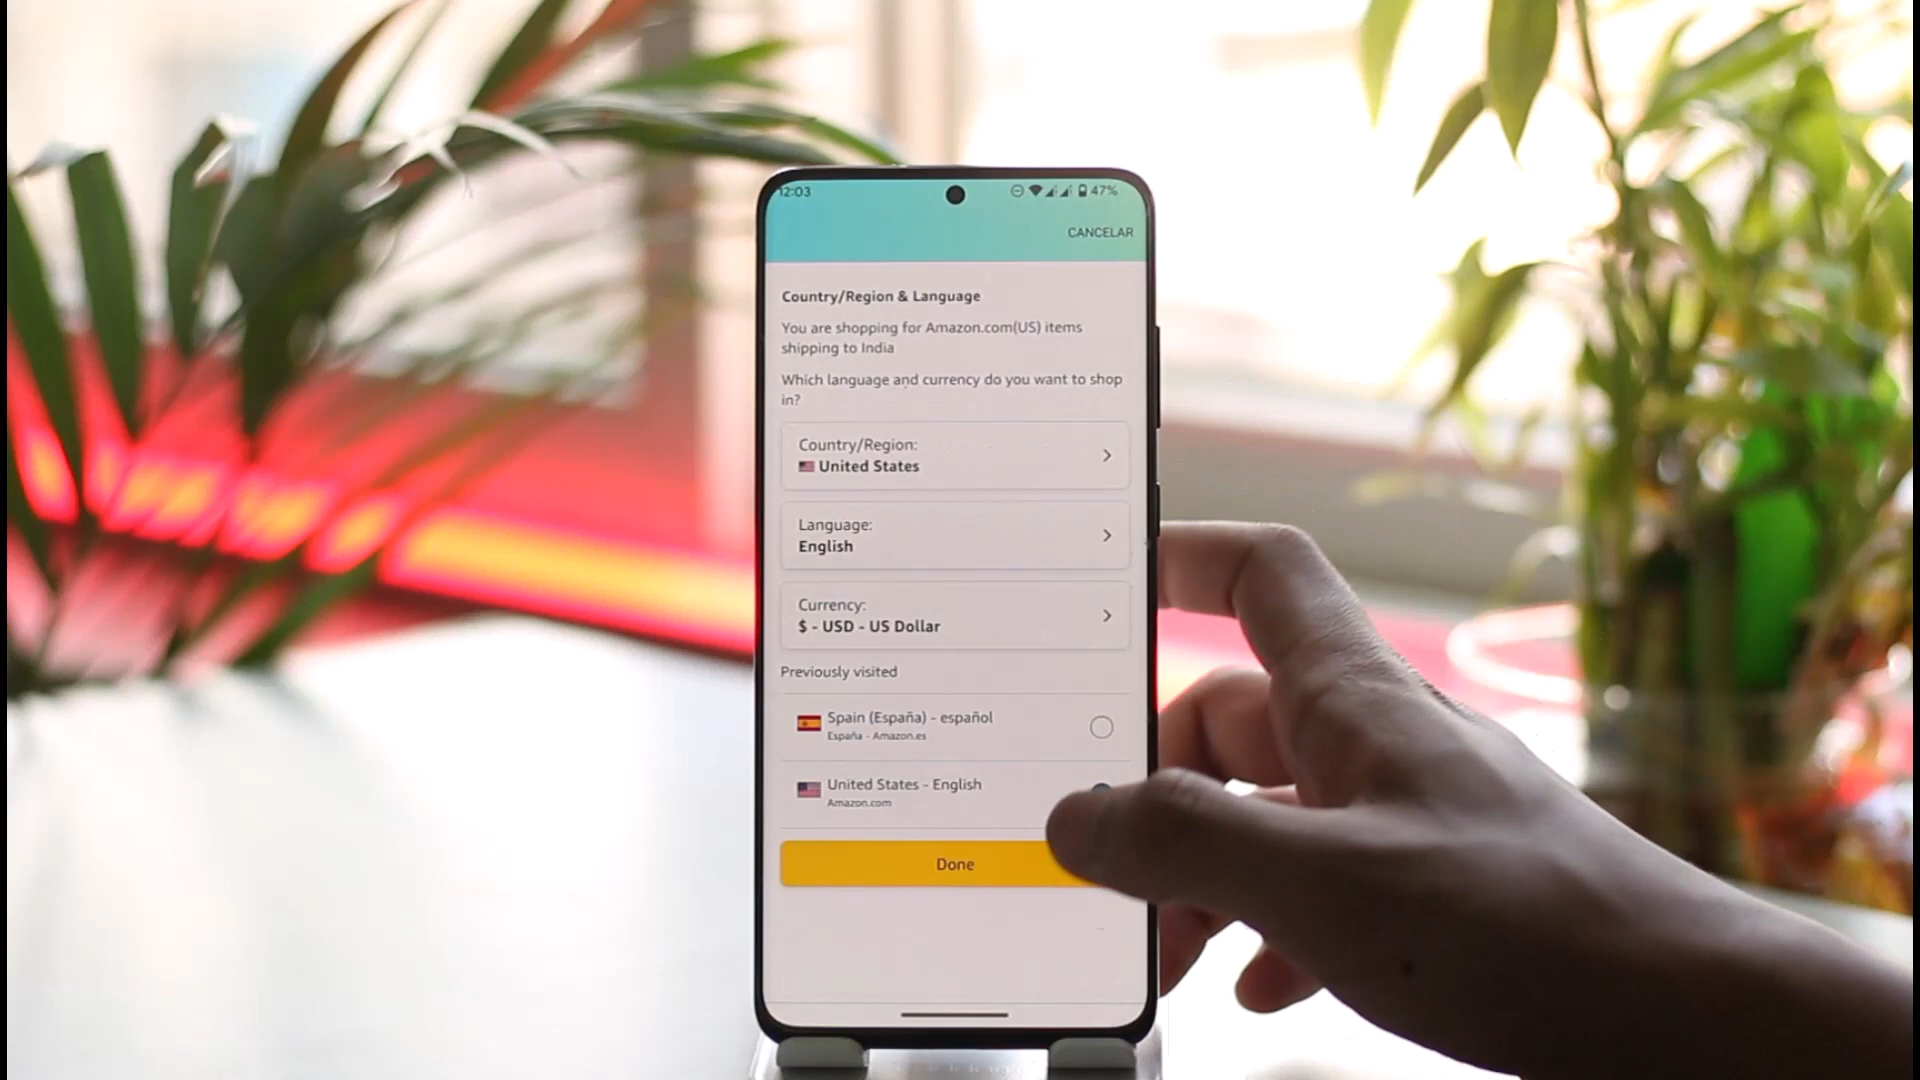 12:03
47%
CANCELAR
Country/Region & Language
You are shopping for Amazon.com(US) items
shipping to India
Which language and currency do you want to shop
in?
Country/Region:
United States
Language:
English
Currency:
$ - USD - US Dollar
Previously visited
Spain (España) - español
España - Amazon.es
United States - English
Amazon.com
Done